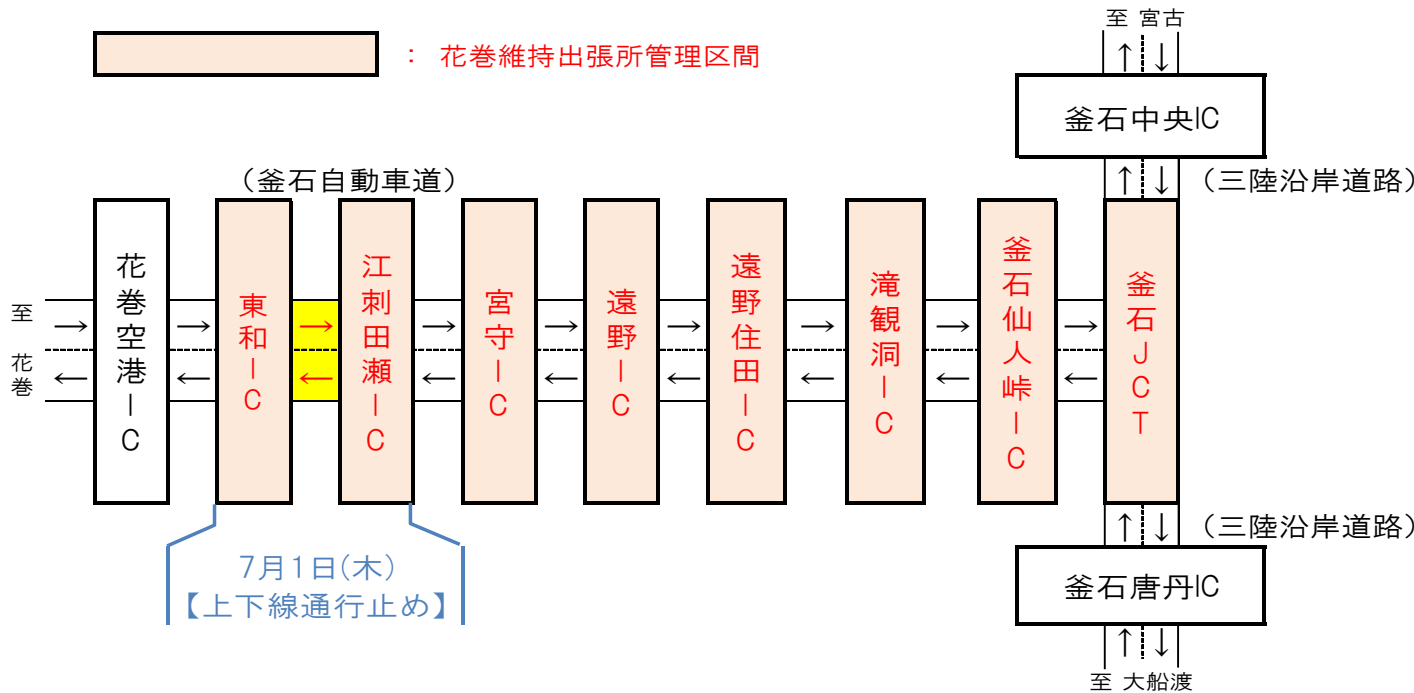 至 宮古
↑ ↓
： 花巻維持出張所管理区間
釜石中央IC
（釜石自動車道）
↑ ↓
（三陸沿岸道路）
至 花巻
→
←
花巻空港IC
→
←
東和IC
→
←
江刺田瀬IC
→
←
宮守IC
→
←
遠野IC
→
←
遠野住田IC
→
←
滝観洞IC
→
←
釜石仙人峠IC
→
←
釜石JCT
↑ ↓
（三陸沿岸道路）
7月1日(木)
【上下線通行止め】
釜石唐丹IC
↑ ↓
至 大船渡